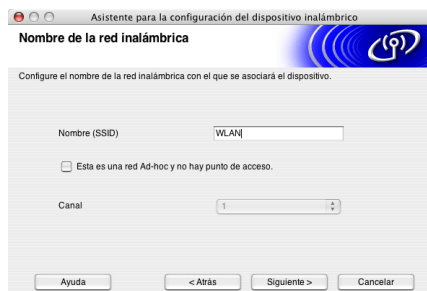 Asistente para la configuración del dispositivo inalámbrico
Nombre de la red inalámbrica
Configure el nombre de la red inalámbrica con el que se asociará el dispositivo.
Nombre (SSID) WLAN
Esta es una red Ad-hoc y no hay punto de acceso.
Canal 1
Ayuda < Atrás Siguiente > Cancelar